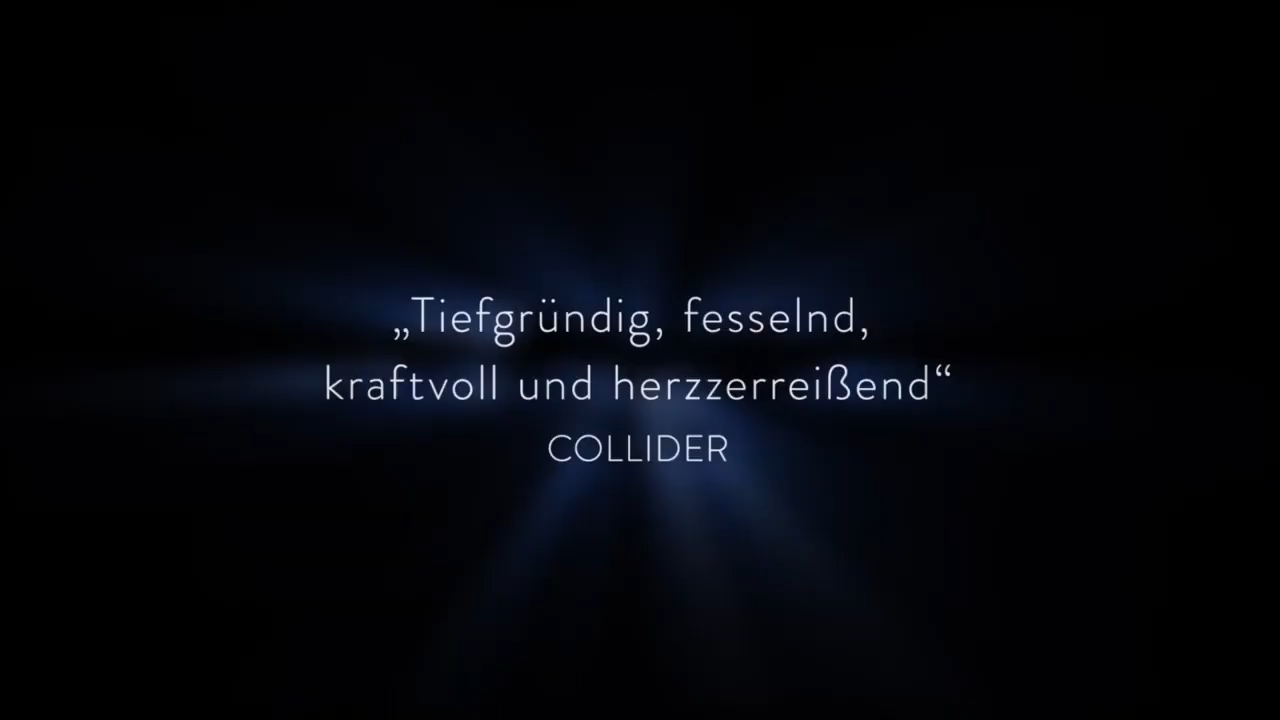 „Tiefgründig, fesselnd,
kraftvoll und herzzerreißend“
COLLIDER